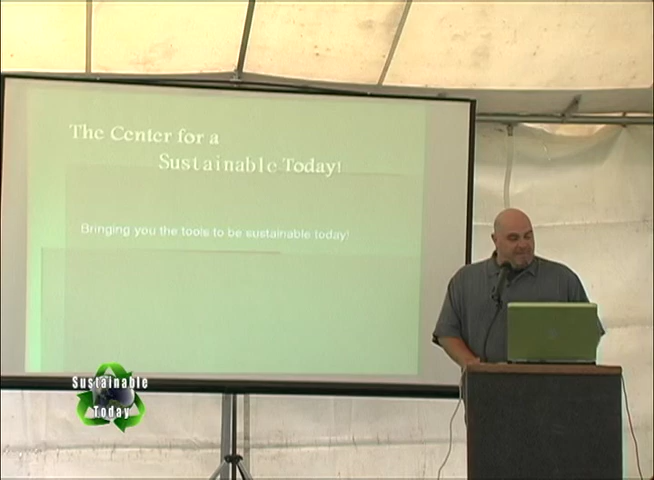 The Center for a
Sustainable Today!
Bringing you the tools to be sustainable today!
Sustainable
Today